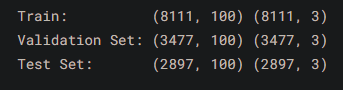 Train:          (8111, 100) (8111, 3)
Validation Set: (3477, 100) (3477, 3)
Test Set:       (2897, 100) (2897, 3)